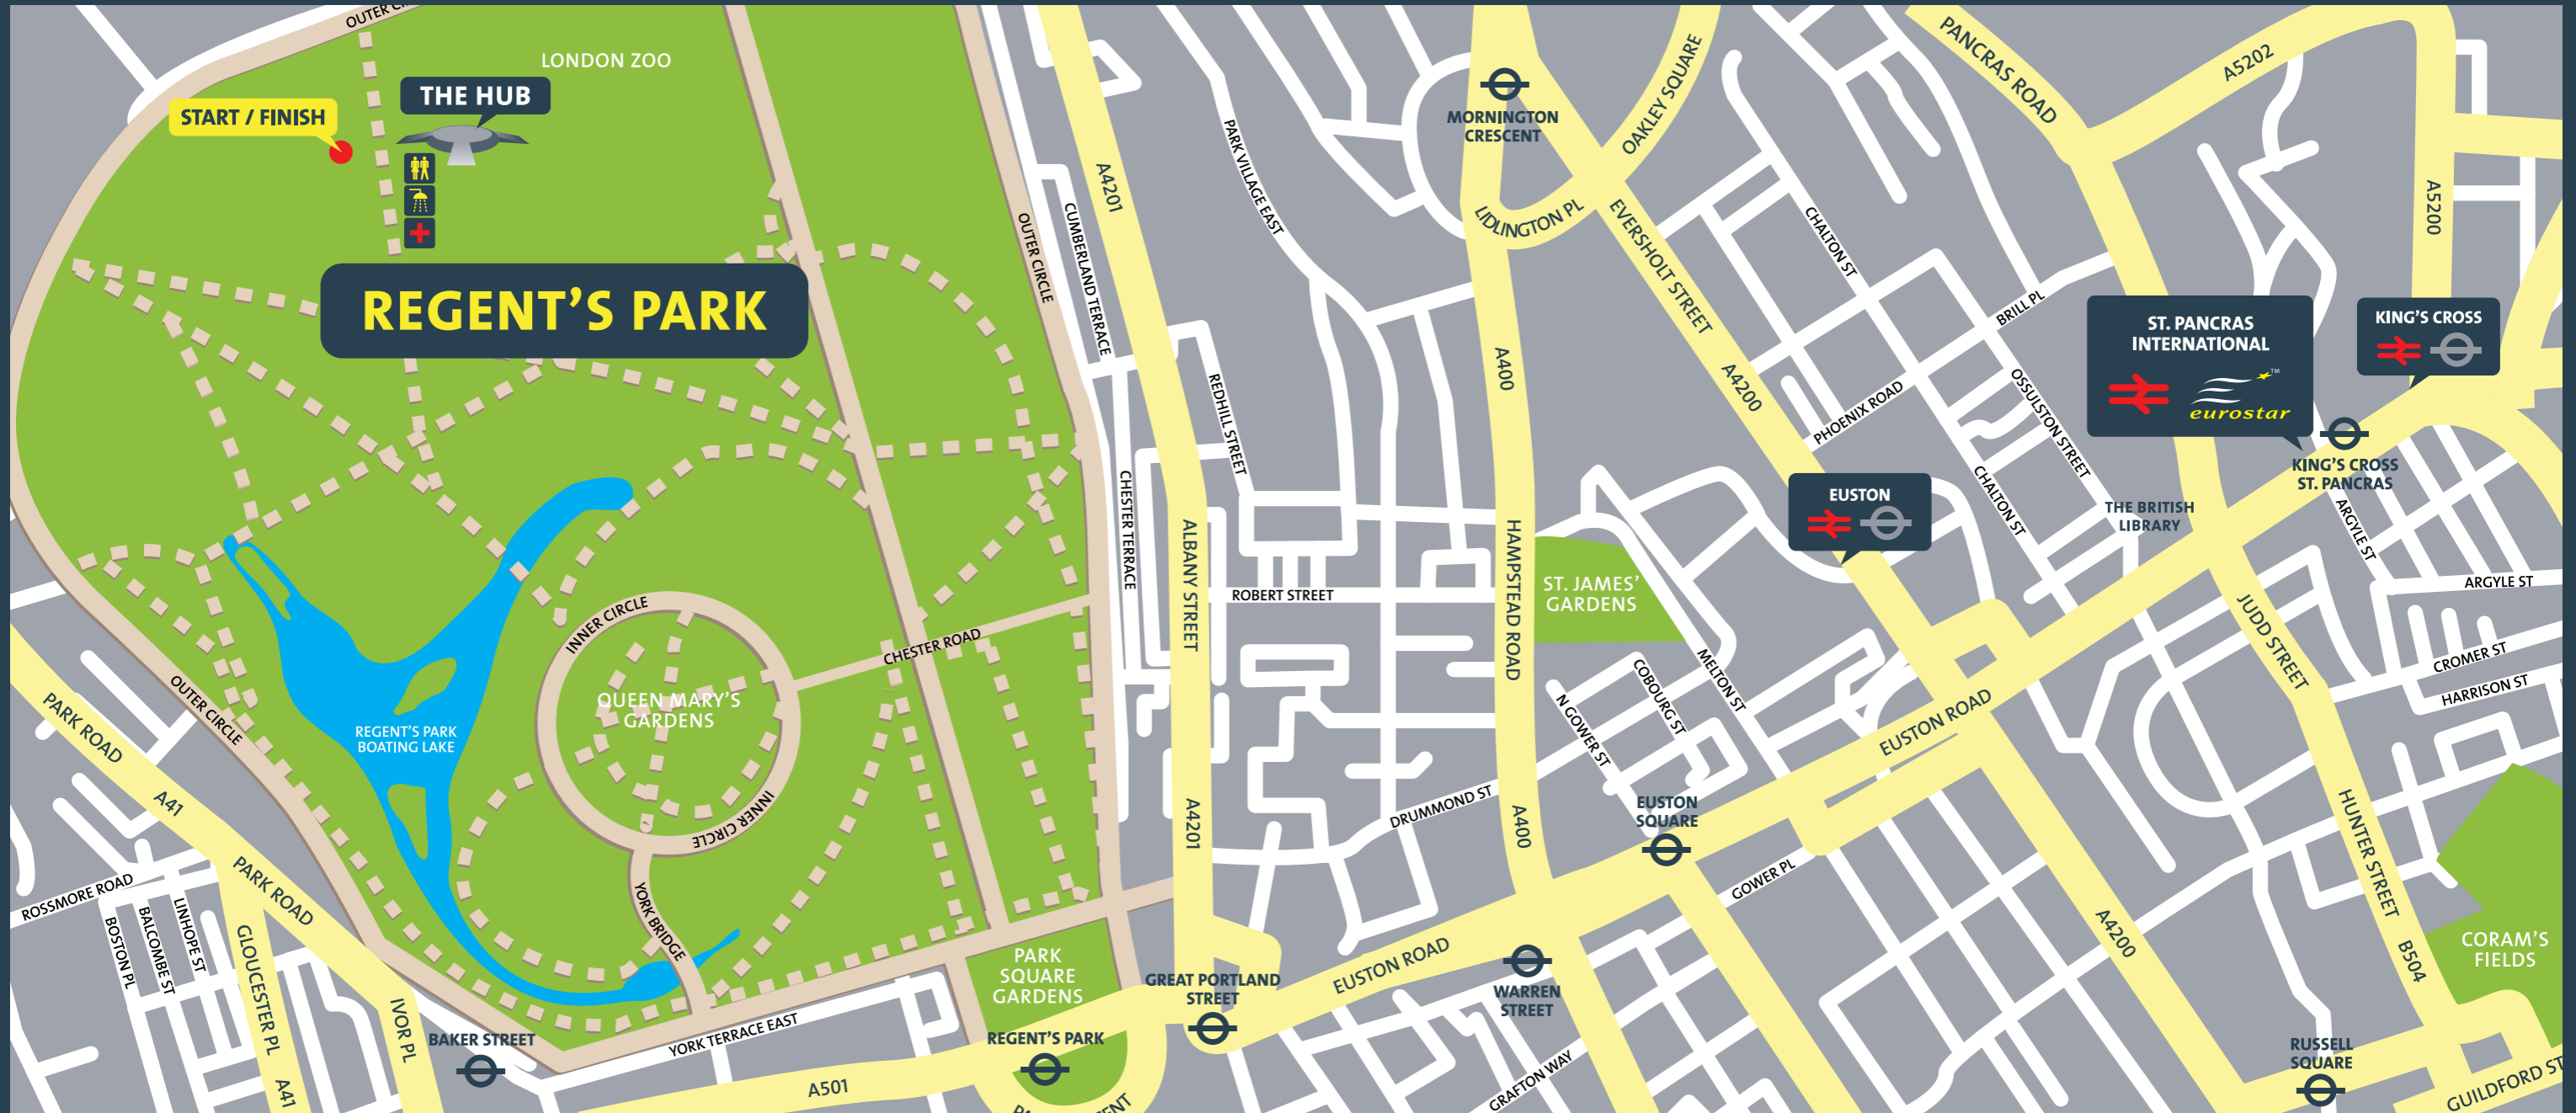 OUTER
LONDON ZOO
THE HUB
START / FINISH
REGENT'S PARK
OUTER CIRCLE
CUMBERLAND TERRACE
A4201
PARK VILLAGE EAST
MORNINGTON
CRESCENT
OAKLEY SQUARE
LIDLINGTON PL
EVERSHOLT STREET
CHALTON ST
PANCRAS ROAD
A5202
A5200
BRILL PL
ST. PANCRAS
INTERNATIONAL
TM
eurostar
KING'S CROSS
KING'S CROSS
ST. PANCRAS
A400
A4200
PHOENIX ROAD
OSSULSTON STREET
REDHILL STREET
CHESTER TERRACE
ALBANY STREET
HAMPSTEAD ROAD
EUSTON
CHALTON ST
THE BRITISH
LIBRARY
ARGYLE ST
ARGYLE ST
ST. JAMES'
GARDENS
ROBERT STREET
INNER CIRCLE
CHESTER ROAD
QUEEN MARY'S
GARDENS
REGENT'S PARK
BOATING LAKE
OUTER CIRCLE
PARK ROAD
A41
MELTON ST
COBOURG ST
N GOWER ST
JUDD STREET
CROMER ST
HARRISON ST
EUSTON ROAD
DRUMMOND ST
EUSTON
SQUARE
INNER CIRCLE
A4201
A400
HUNTER STREET
PARK ROAD
ROSSMORE ROAD
BOSTON PL
BALCOMBE ST
LINHOPE ST
GLOUCESTER PL
YORK BRIDGE
GOWER PL
A4200
B504
CORAM'S
FIELDS
PARK
SQUARE
GARDENS
GREAT PORTLAND
STREET
EUSTON ROAD
WARREN
STREET
IVOR PL
BAKER STREET
YORK TERRACE EAST
REGENT'S PARK
RUSSELL
SQUARE
A41
A501
GRAFTON WAY
GUILDFORD ST